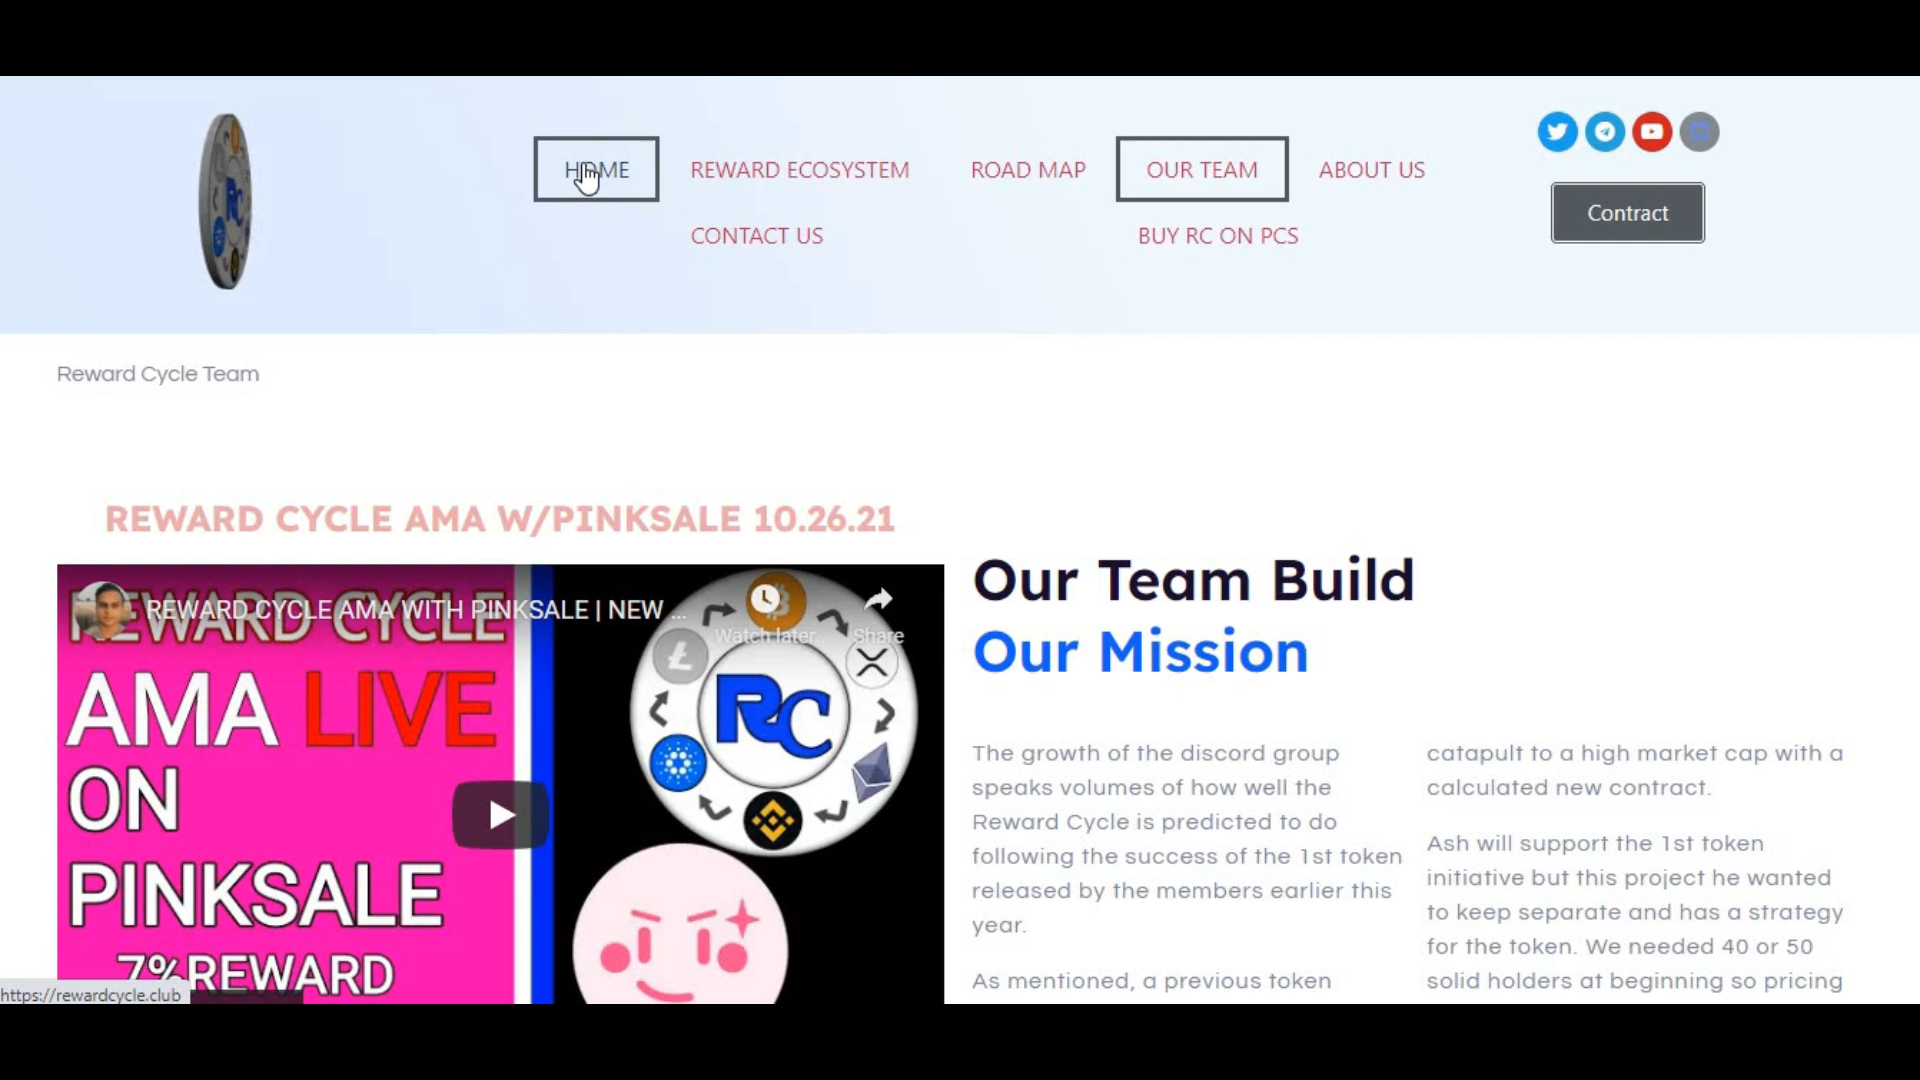 HOME
REWARD ECOSYSTEM
ROAD MAP
OUR TEAM
ABOUT US
CONTACT US
BUY RC ON PCS
Contract
Reward Cycle Team
REWARD CYCLE AMA W/PINKSALE 10.26.21
REWARD CYCLE AMA WITH PINKSALE | NEW ...
Watch later
Share
REWARD CYCLE
AMA LIVE
ON
PINKSALE
7%REWARD
RC
Our Team Build
Our Mission
The growth of the discord group
speaks volumes of how well the
Reward Cycle is predicted to do
following the success of the 1st token
released by the members earlier this
year.
As mentioned, a previous token
catapult to a high market cap with a
calculated new contract.
Ash will support the 1st token
initiative but this project he wanted
to keep separate and has a strategy
for the token. We needed 40 or 50
solid holders at beginning so pricing
https://rewardcycle.club